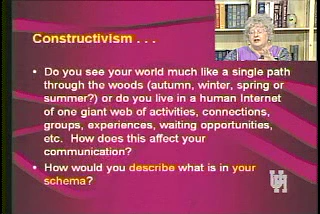 Constructivism . . .
• Do you see your world much like a single path
through the woods (autumn, winter, spring or
summer?) or do you live in a human Internet
of one giant web of activities, connections,
groups, experiences, waiting opportunities,
etc. How does this affect your
communication?
• How would you describe what is in your
schema?